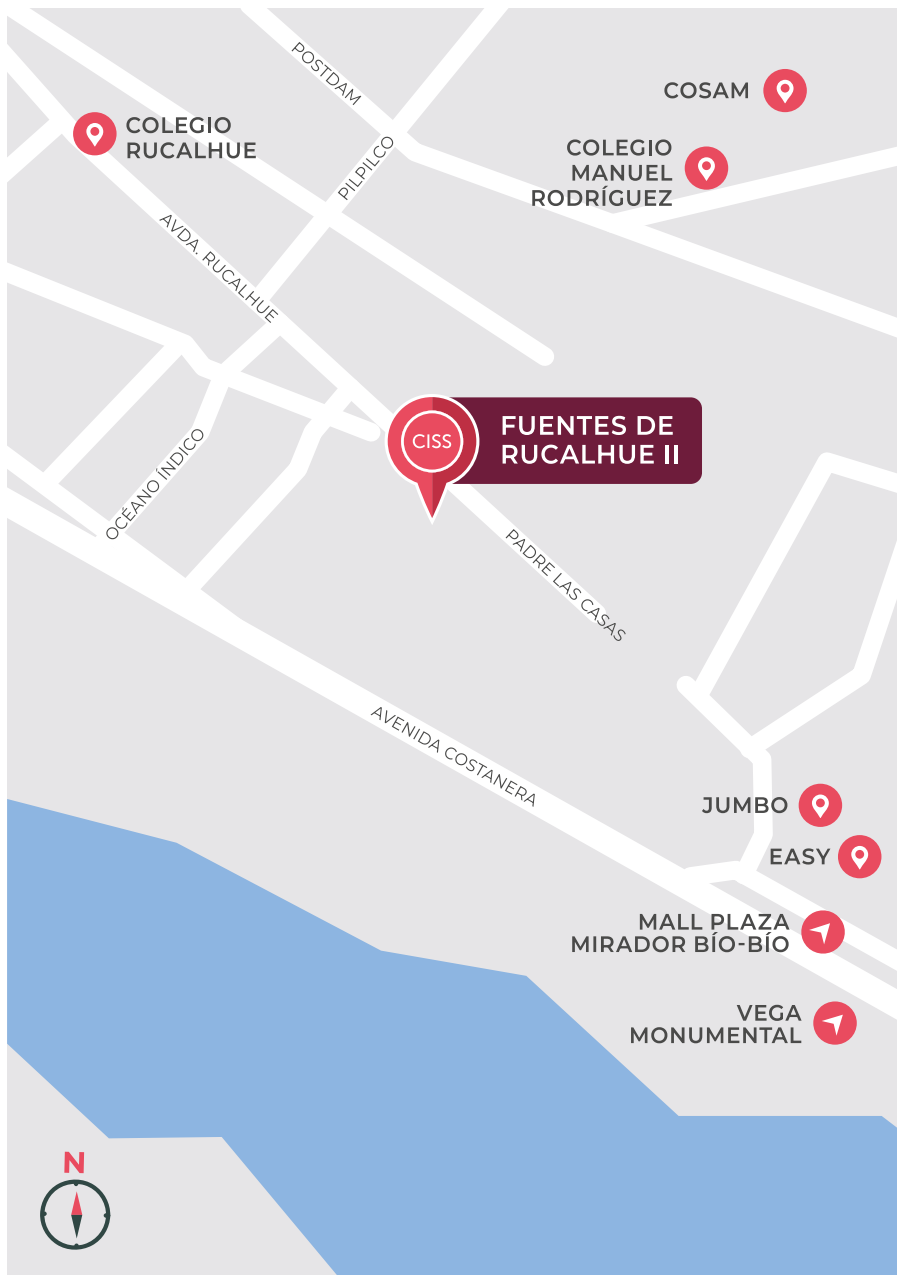 POSTDAM
COSAM
COLEGIO
RUCALHUE
COLEGIO
MANUEL
RODRÍGUEZ
PILPILCO
AVDA. RUCALHUE
CISS
FUENTES DE
RUCALHUE II
OCÉANO ÍNDICO
PADRE LAS CASAS
AVENIDA COSTANERA
JUMBO
EASY
MALL PLAZA
MIRADOR BÍO-BÍO
VEGA
MONUMENTAL
N